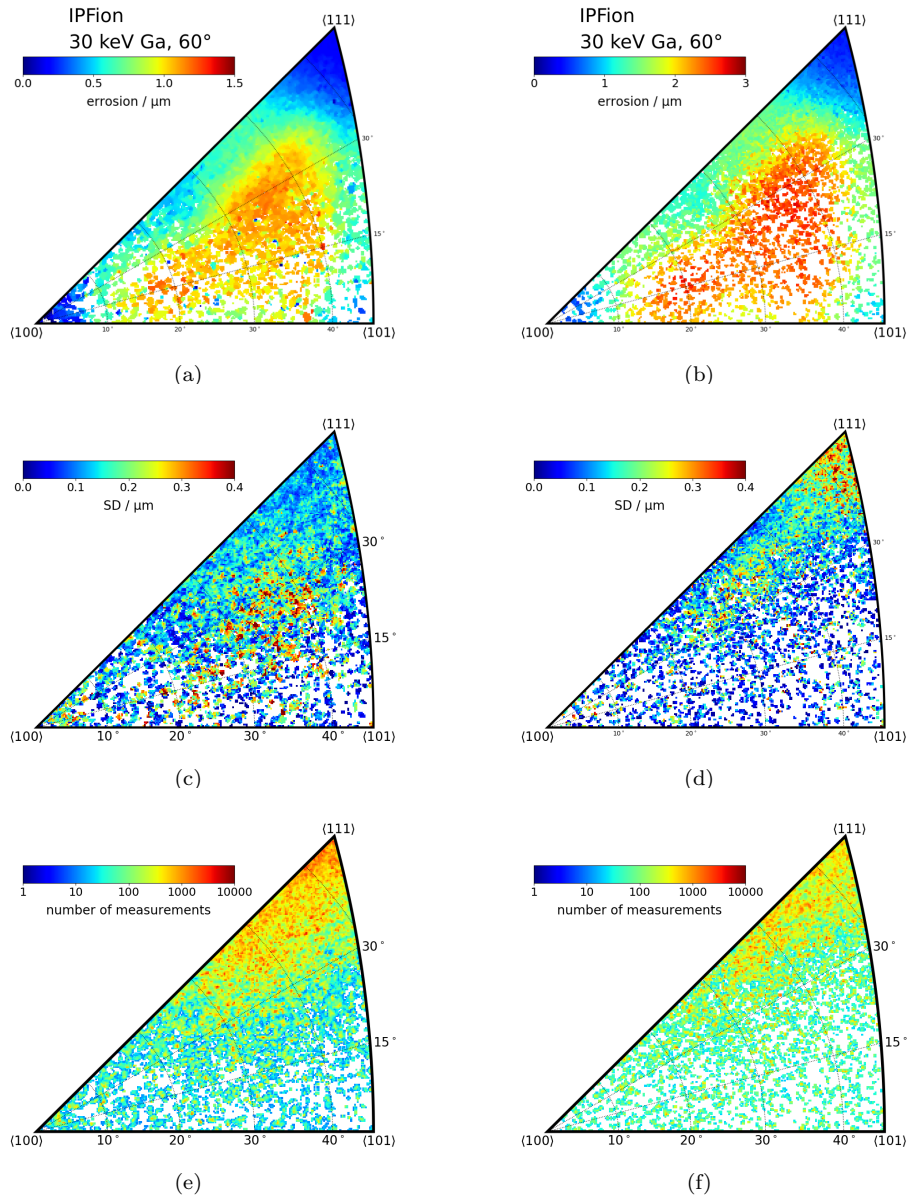 IPFion
30 keV Ga, 60°
⟨111⟩
0.0 0.5 1.0 1.5
errosion / μm
30°
15°
⟨100⟩ 10° 20° 30° 40° ⟨101⟩
(a)
IPFion
30 keV Ga, 60°
⟨111⟩
0 1 2 3
errosion / μm
30°
15°
⟨100⟩ 10° 20° 30° 40° ⟨101⟩
(b)
⟨111⟩
0.0 0.1 0.2 0.3 0.4
SD / μm
30°
15°
⟨100⟩ 10° 20° 30° 40° ⟨101⟩
(c)
⟨111⟩
0.0 0.1 0.2 0.3 0.4
SD / μm
30°
15°
⟨100⟩ 10° 20° 30° 40° ⟨101⟩
(d)
⟨111⟩
1 10 100 1000 10000
number of measurements
30°
15°
⟨100⟩ 10° 20° 30° 40° ⟨101⟩
(e)
⟨111⟩
1 10 100 1000 10000
number of measurements
30°
15°
⟨100⟩ 10° 20° 30° 40° ⟨101⟩
(f)